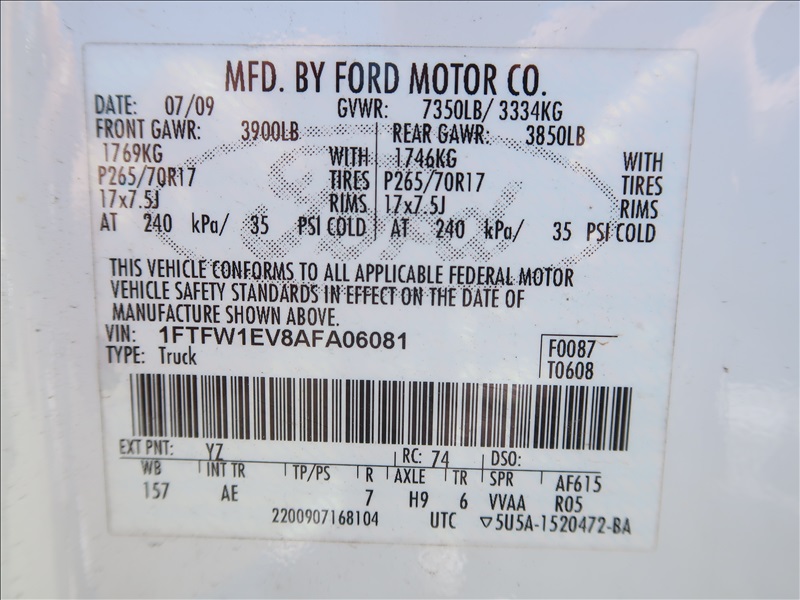 MFD. BY FORD MOTOR CO.
DATE: 07/09 GVWR: 7350LB/ 3334KG
FRONT GAWR: 3900LB REAR GAWR: 3850LB
1769KG WITH 1746KG WITH
P265/70R17 TIRES P265/70R17 TIRES
17x7.5J RIMS 17x7.5J RIMS
AT 240 kPa/ 35 PSI COLD AT 240 kPa/ 35 PSI COLD
Ford
THIS VEHICLE CONFORMS TO ALL APPLICABLE FEDERAL MOTOR
VEHICLE SAFETY STANDARDS IN EFFECT ON THE DATE OF
MANUFACTURE SHOWN ABOVE.
VIN: 1FTFW1EV8AFA06081
TYPE: Truck
F0087
T0608
EXT PNT: YZ RC: 74 DSO:
WB INT TR TP/PS R AXLE TR SPR AF615
157 AE 7 H9 6 VVAA R05
2200907168104 UTC ▽5U5A-1520472-BA